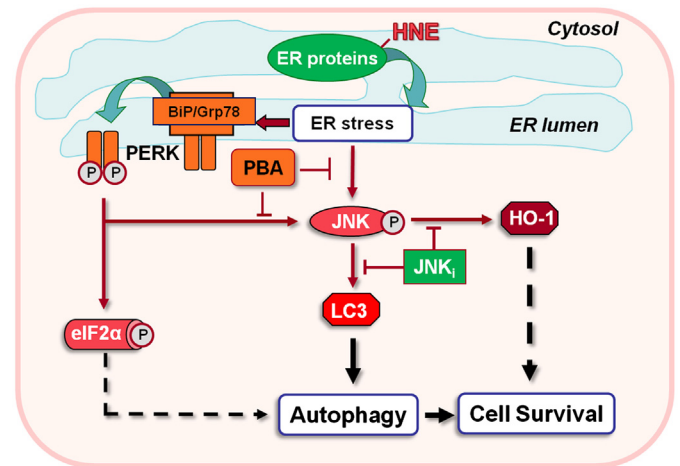 HNE
Cytosol
ER proteins
BiP/Grp78
ER stress
ER lumen
PERK
P P
PBA
JNK P
HO-1
JNKi
LC3
eIF2α P
Autophagy
Cell Survival